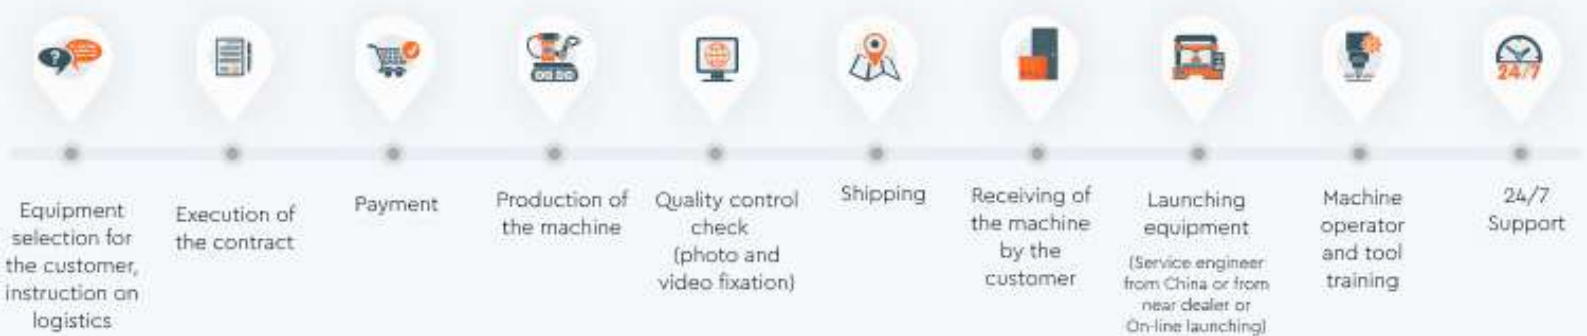 Equipment
selection for
the customer,
instruction on
logistics
Execution of
the contract
Payment
Production of
the machine
Quality control
check
(photo and
video fixation)
Shipping
Receiving of
the machine
by the
customer
Launching
equipment
(Service engineer
from China or from
near dealer or
On-line launching)
Machine
operator
and tool
training
24/7
24/7
Support